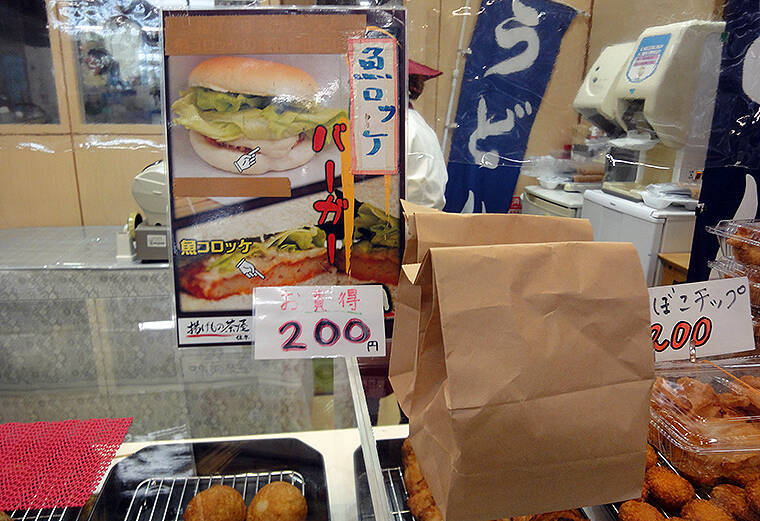 魚ロッケ
バーガー
魚コロッケ
揚げもの茶屋
お買得
200円
うどん
ぼこチップ
200